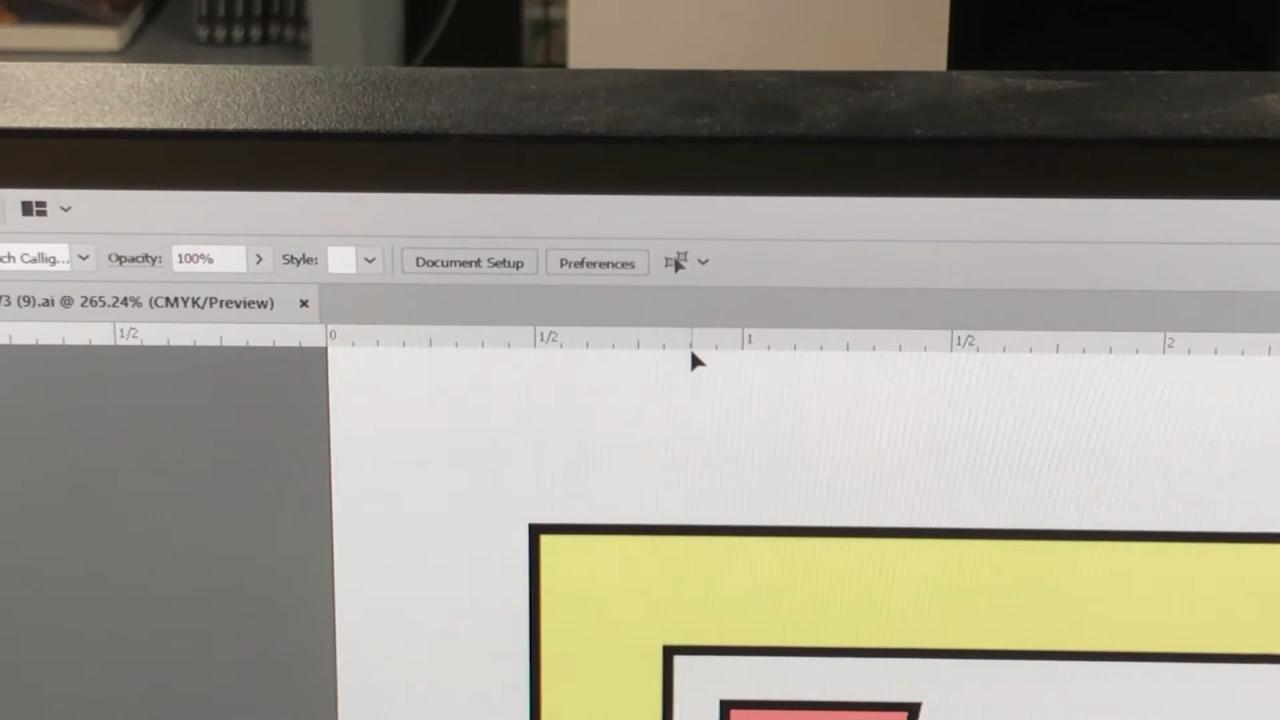 ch Callig... Opacity: 100% Style: Document Setup Preferences
/3 (9).ai @ 265.24% (CMYK/Preview) ×
1/2 0 1/2 1 1/2 2